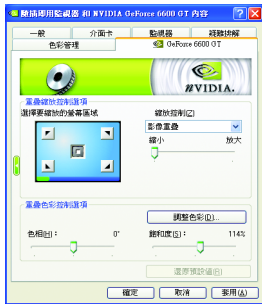 隨插即用監視器 和 NVIDIA GeForce 6600 GT 內容
一般 介面卡 監視器 疑難排解
色彩管理 GeForce 6600 GT
NVIDIA.
重疊縮放控制選項
選擇要縮放的螢幕區域 縮放控制(Z)
影像重疊
縮小 放大
重疊色彩控制選項
調整色彩(D)...
色相(H): 0° 飽和度(S): 114%
還原預設值(R)
確定 取消 套用(A)